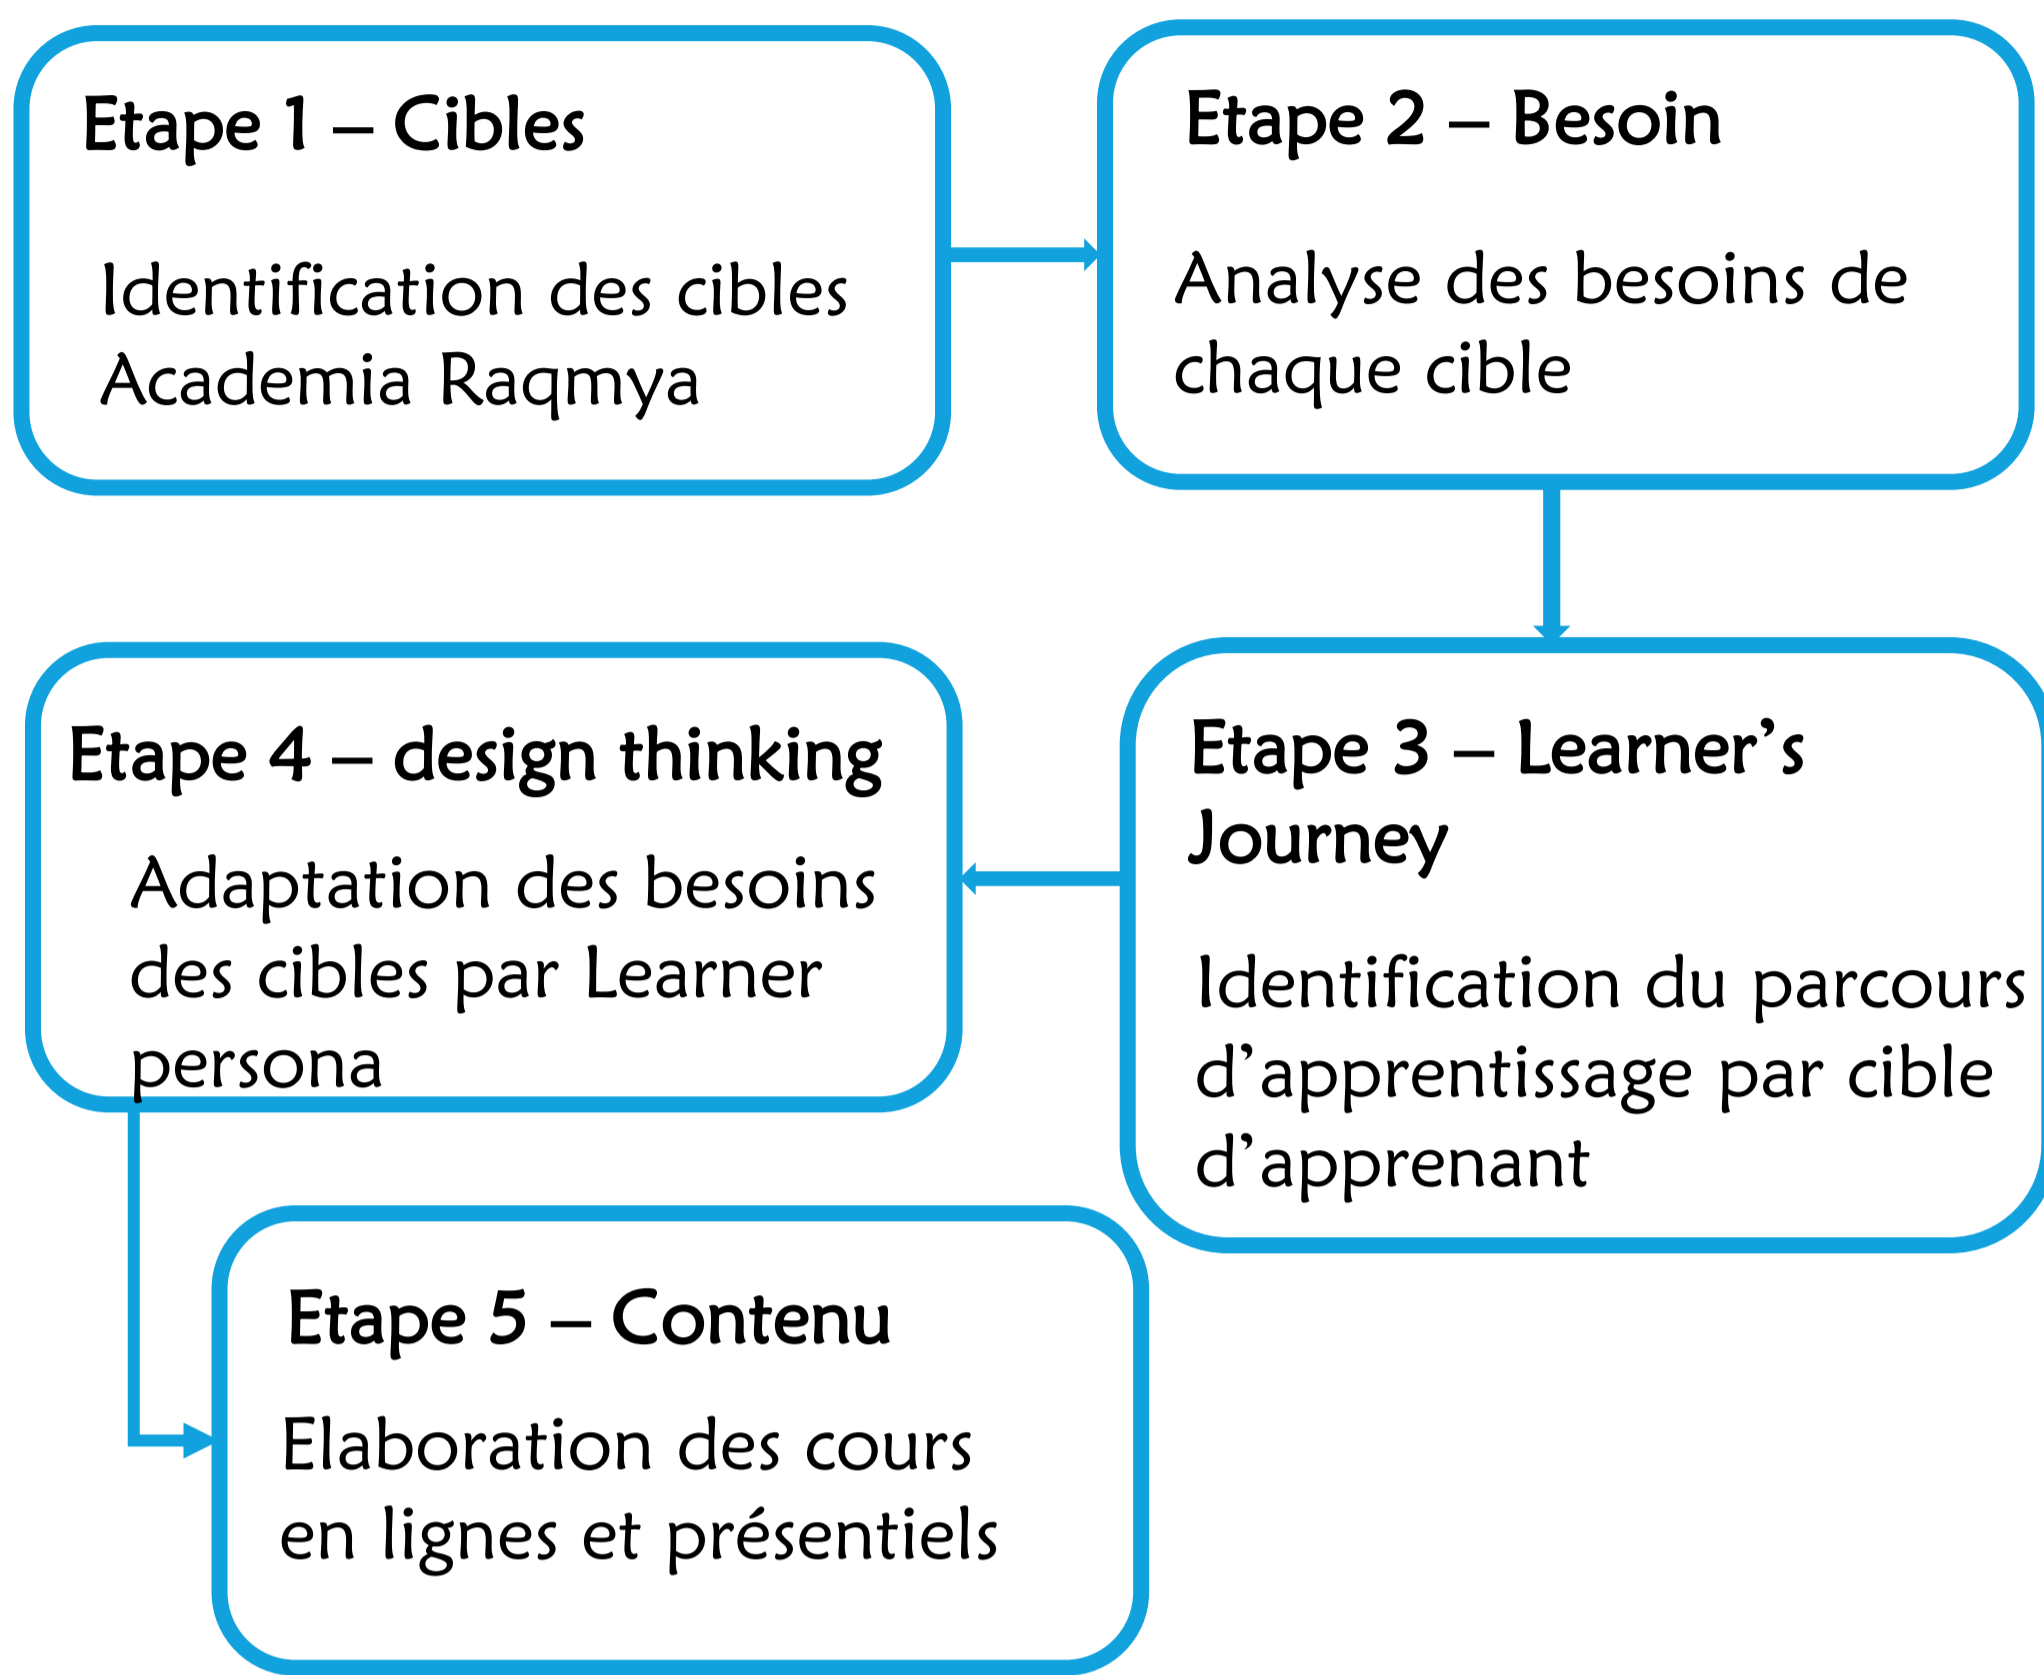 Etape 1 – Cibles
Identification des cibles
Academia Raqmya
Etape 2 – Besoin
Analyse des besoins de
chaque cible
Etape 3 – Learner’s
Journey
Identification du parcours
d’apprentissage par cible
d’apprenant
Etape 4 – design thinking
Adaptation des besoins
des cibles par Learner
persona
Etape 5 – Contenu
Elaboration des cours
en lignes et présentiels